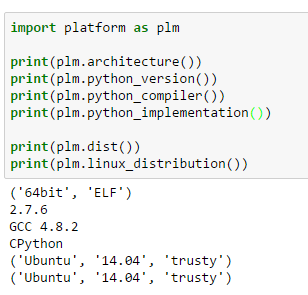 import platform as plm
print(plm.architecture())
print(plm.python_version())
print(plm.python_compiler())
print(plm.python_implementation())
print(plm.dist())
print(plm.linux_distribution())
('64bit', 'ELF')
2.7.6
GCC 4.8.2
CPython
('Ubuntu', '14.04', 'trusty')
('Ubuntu', '14.04', 'trusty')